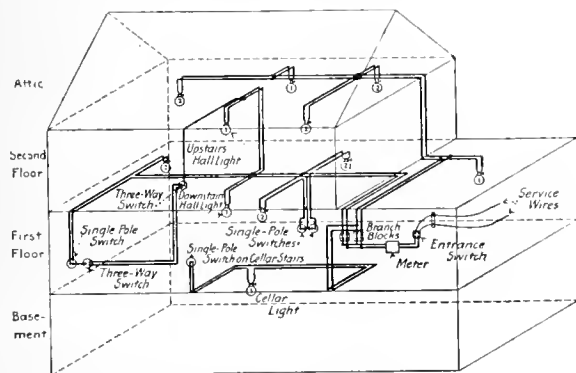 Attic
Second
Floor
First
Floor
Base-
ment
Upstairs
Hall Light
Three-Way
Switch
Downstairs
Hall Light
Single Pole
Switch
Three-Way
Switch
Single-Pole
Switch on Cellar Stairs
Single-Pole
Switches
Branch
Blocks
Meter
Entrance
Switch
Service
Wires
Cellar
Light